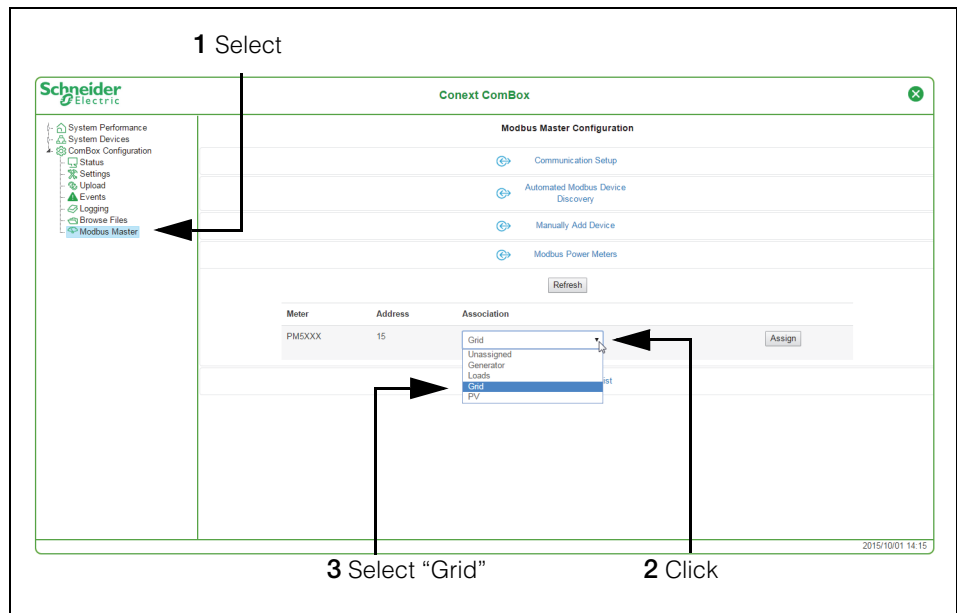 1 Select
Schneider
Electric
Conext ComBox
System Performance
System Devices
ComBox Configuration
Status
Settings
Upload
Events
Logging
Browse Files
Modbus Master
Modbus Master Configuration
Communication Setup
Automated Modbus Device
Discovery
Manually Add Device
Modbus Power Meters
Refresh
Meter Address Association
PM5XXX 15 Grid Assign
Unassigned
Generator
Loads
Grid
PV
ist
2015/10/01 14:15
3 Select “Grid” 2 Click